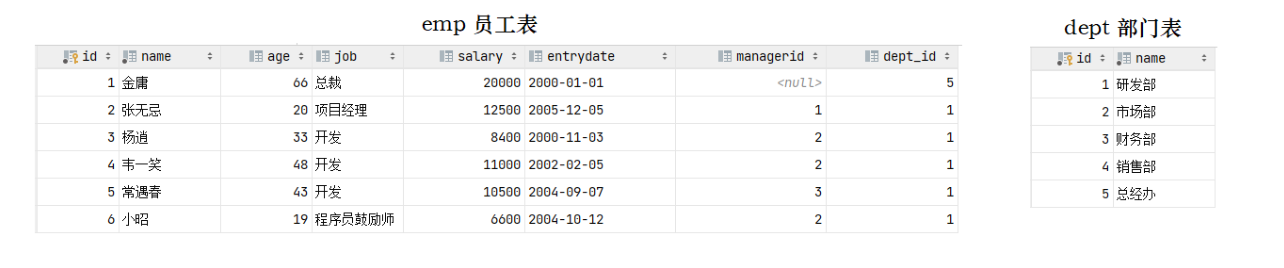 emp 员工表
id name age job salary entrydate managerid dept_id
1 金庸 66 总裁 20000 2000-01-01 <null> 5
2 张无忌 20 项目经理 12500 2005-12-05 1 1
3 杨逍 33 开发 8400 2000-11-03 2 1
4 韦一笑 48 开发 11000 2002-02-05 2 1
5 常遇春 43 开发 10500 2004-09-07 3 1
6 小昭 19 程序员鼓励师 6600 2004-10-12 2 1
dept 部门表
id name
1 研发部
2 市场部
3 财务部
4 销售部
5 总经办